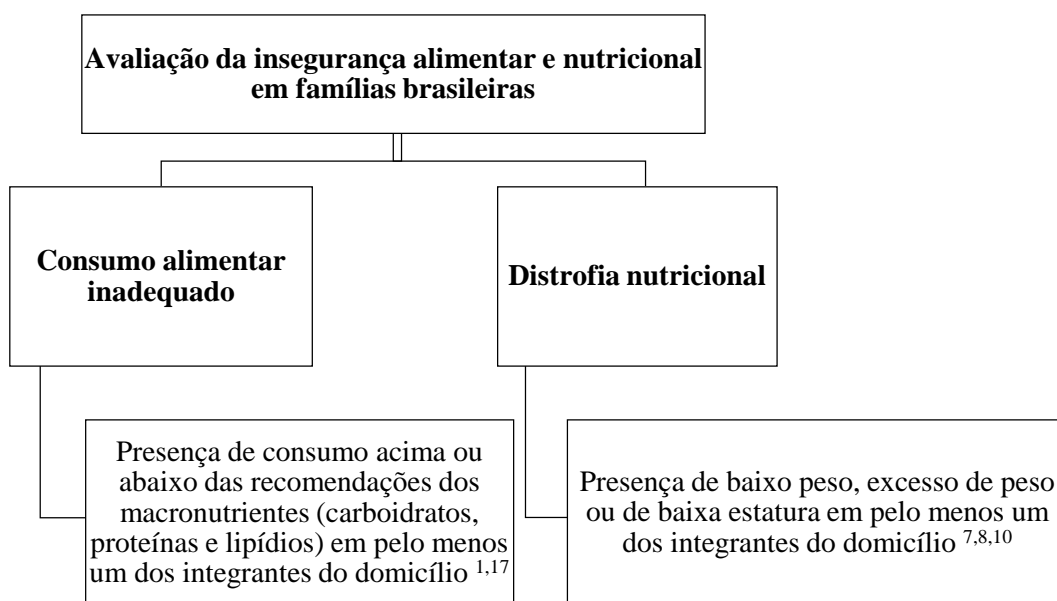 Avaliação da insegurança alimentar e nutricional
em famílias brasileiras
Consumo alimentar
inadequado
Distrofia nutricional
Presença de consumo acima ou
abaixo das recomendações dos
macronutrientes (carboidratos,
proteínas e lipídios) em pelo menos
um dos integrantes do domicílio 1,17
Presença de baixo peso, excesso de peso
ou de baixa estatura em pelo menos um
dos integrantes do domicílio 7,8,10